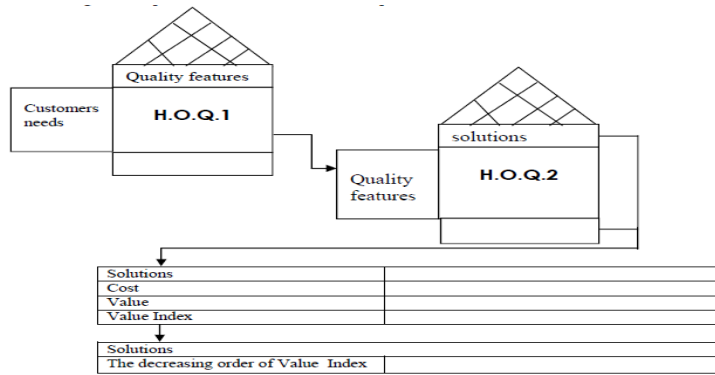 Quality features
Customers
needs
H.O.Q.1
solutions
Quality
features
H.O.Q.2
Solutions
Cost
Value
Value Index
Solutions
The decreasing order of Value Index